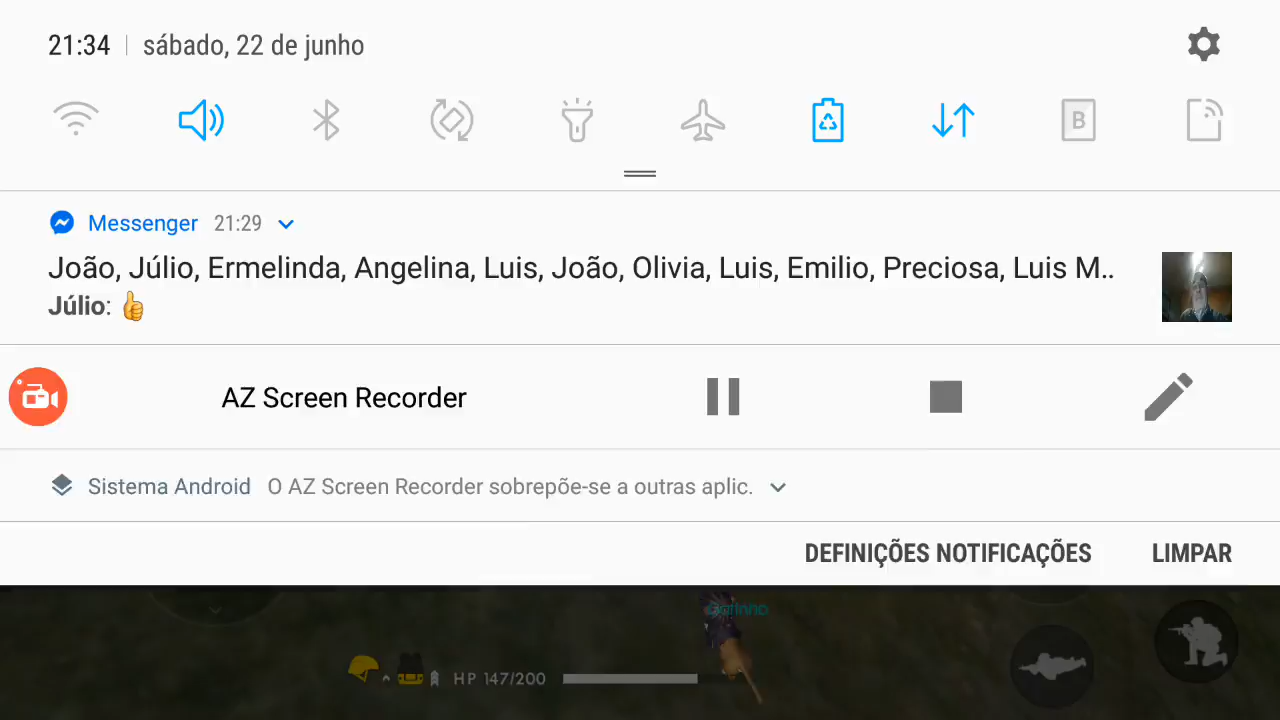 21:34 | sábado, 22 de junho
B
Messenger 21:29
João, Júlio, Ermelinda, Angelina, Luis, João, Olivia, Luis, Emilio, Preciosa, Luis M..
Júlio: 👍
AZ Screen Recorder
Sistema Android O AZ Screen Recorder sobrepõe-se a outras aplic.
DEFINIÇÕES NOTIFICAÇÕES LIMPAR
HP 147/200